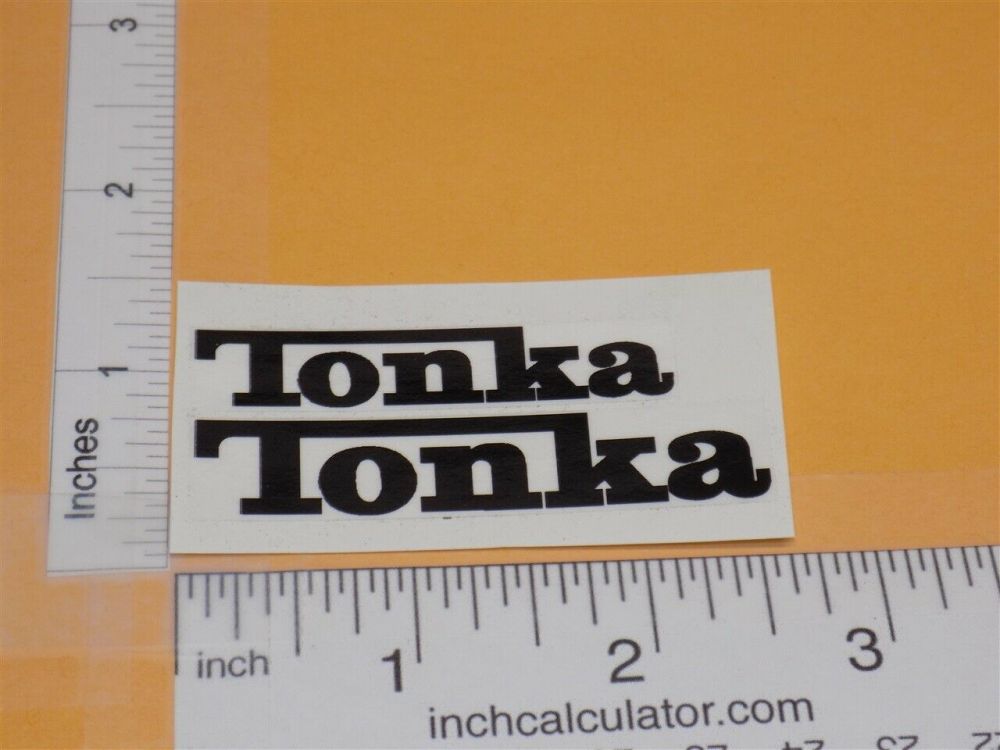 3
2
1
Inches
Tonka
Tonka
inch 1 2 3
inchcalculator.com